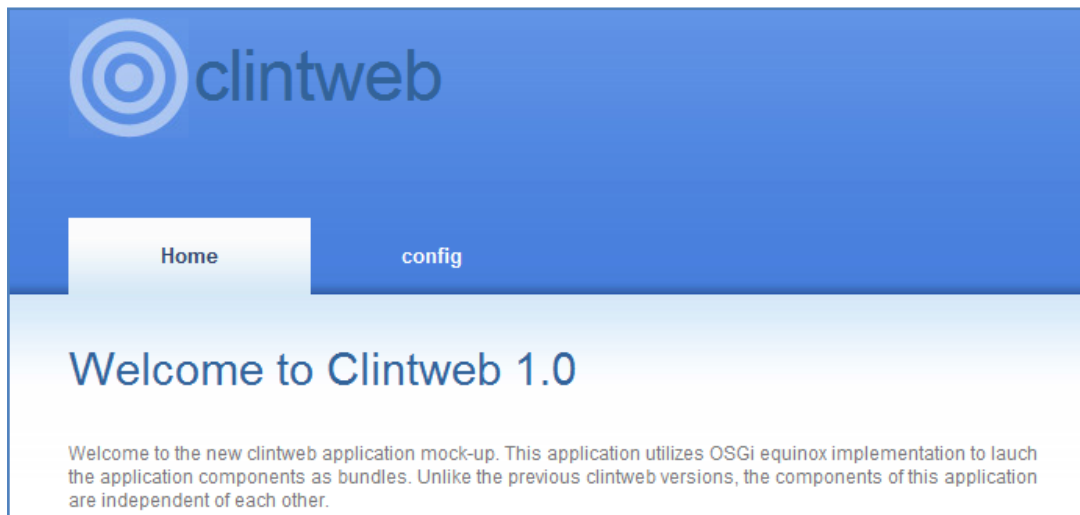 clintweb
Home config
Welcome to Clintweb 1.0
Welcome to the new clintweb application mock-up. This application utilizes OSGi equinox implementation to lauch
the application components as bundles. Unlike the previous clintweb versions, the components of this application
are independent of each other.